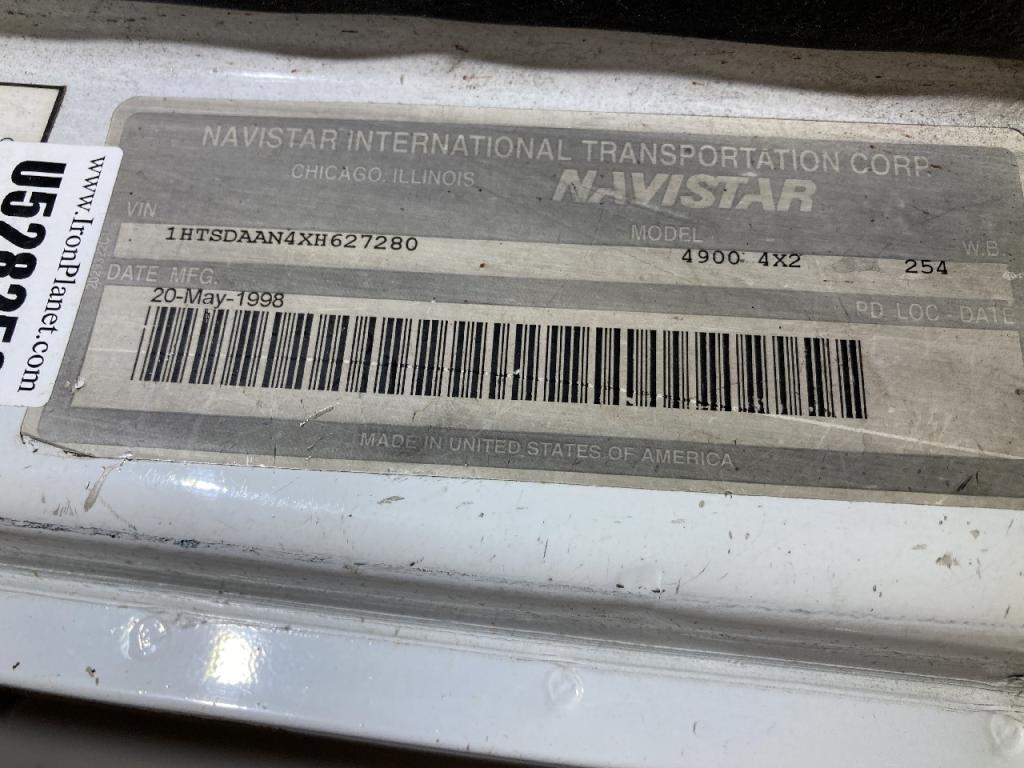 NAVISTAR INTERNATIONAL TRANSPORTATION CORP.
CHICAGO, ILLINOIS
NAVISTAR
VIN
MODEL
W.B.
1HTSDAAN4XH627280
4900 4X2
254
DATE MFG.
PD. LOC - DATE
20-May-1998
MADE IN UNITED STATES OF AMERICA
www.IronPlanet.com